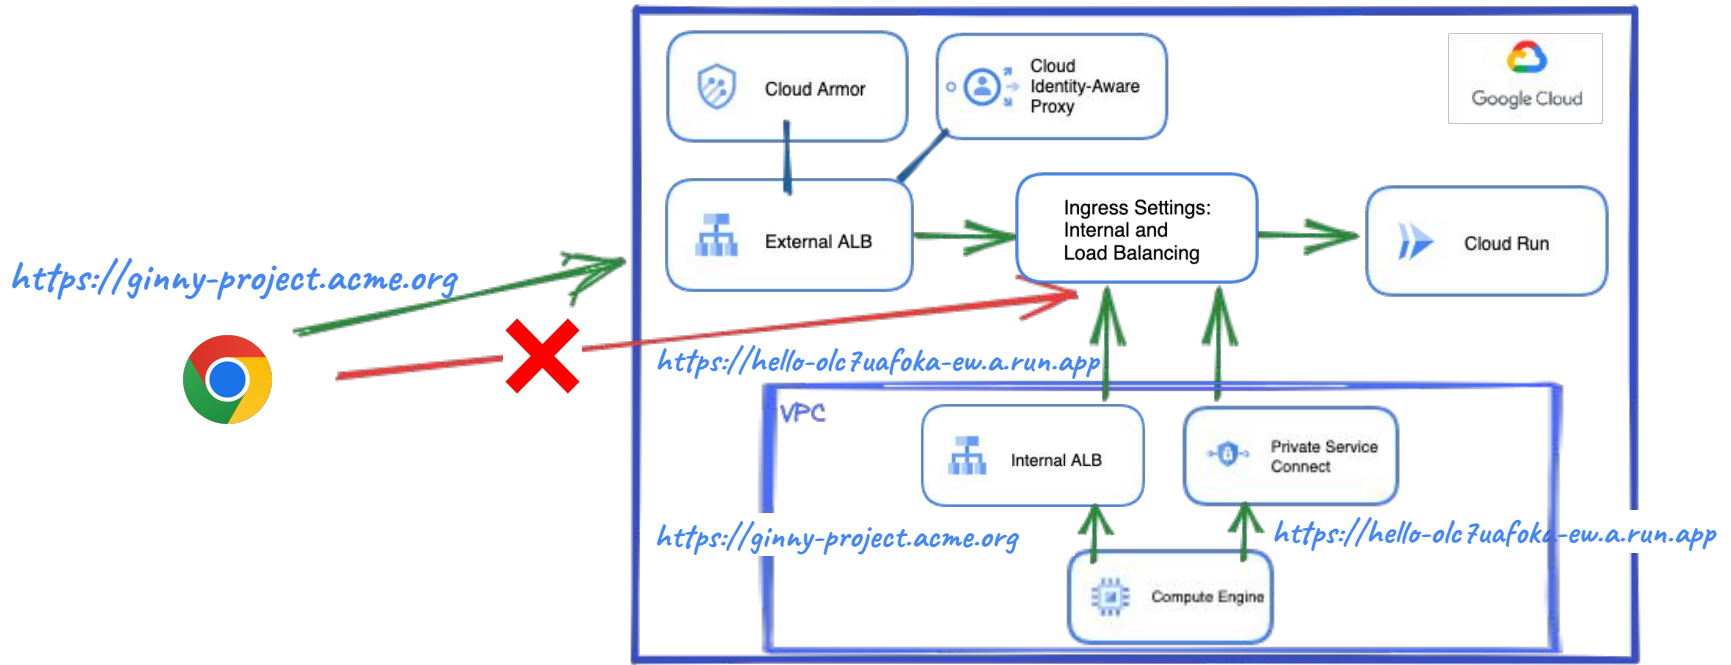 Cloud Armor
Cloud
Identity-Aware
Proxy
Google Cloud
https://ginny-project.acme.org
External ALB
Ingress Settings:
Internal and
Load Balancing
Cloud Run
https://hello-olc7uafoka-ew.a.run.app
VPC
Internal ALB
Private Service
Connect
https://ginny-project.acme.org
https://hello-olc7uafoka-ew.a.run.app
Compute Engine